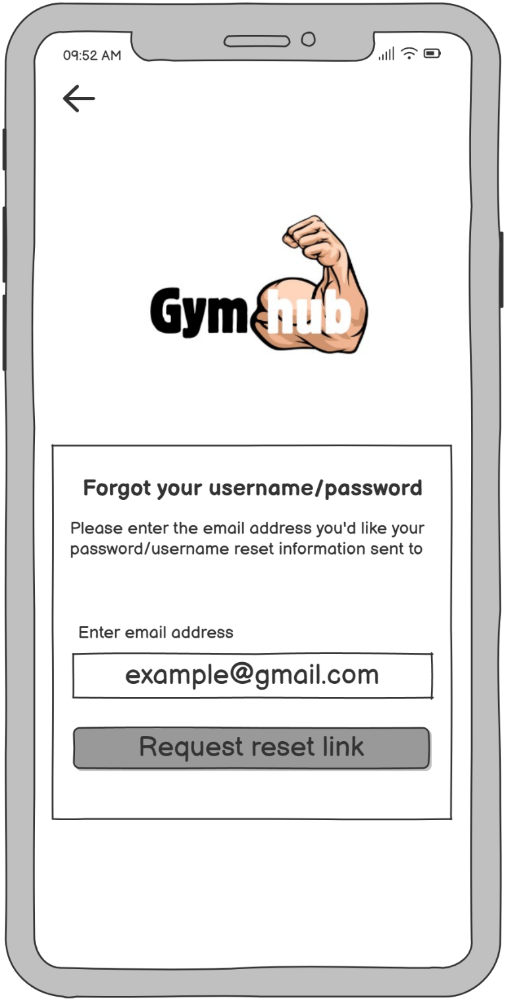 09:52 AM
Gym hub
Forgot your username/password
Please enter the email address you'd like your
password/username reset information sent to
Enter email address
example@gmail.com
Request reset link